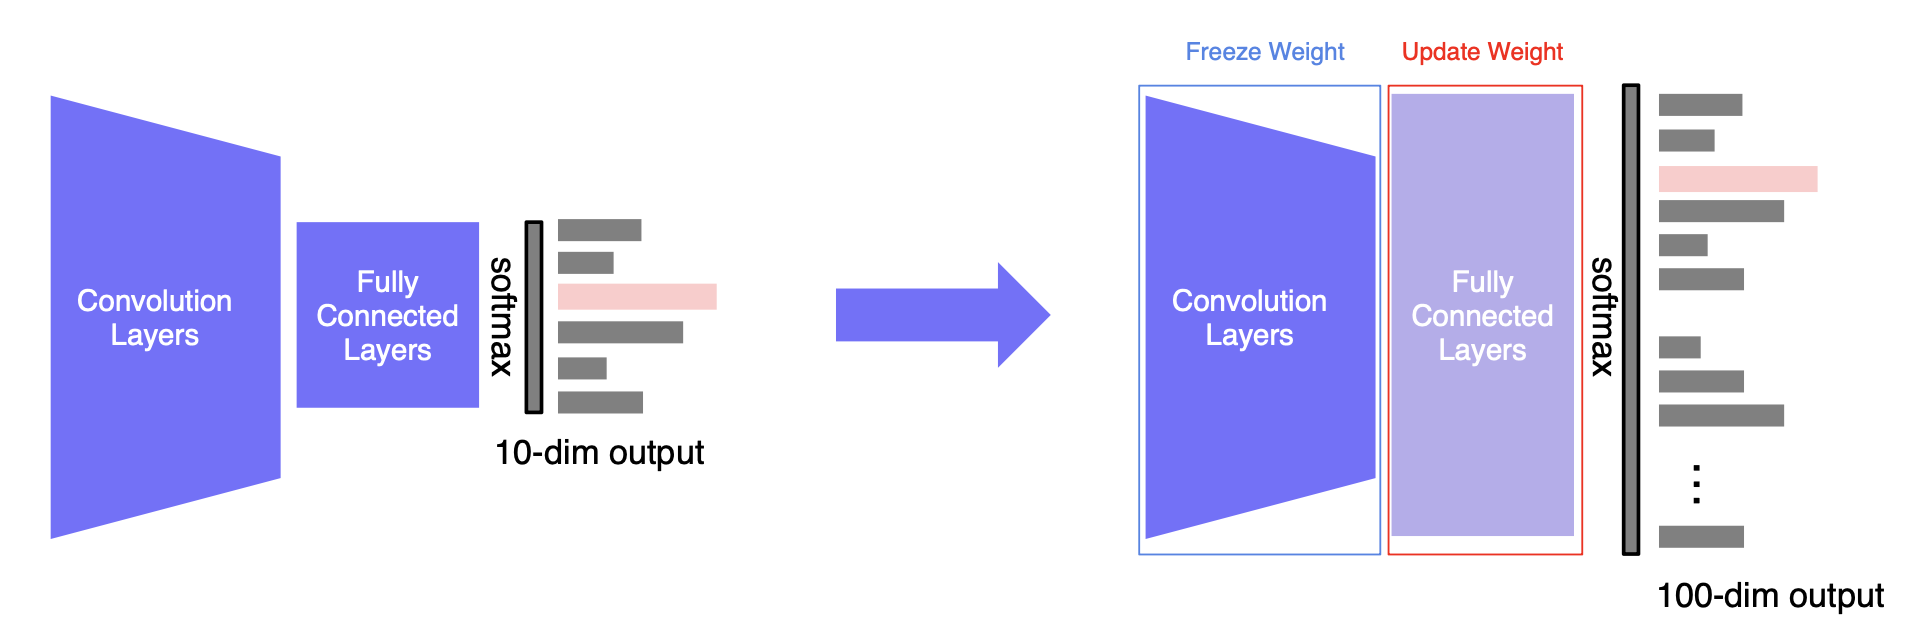 Convolution
Layers
Fully
Connected
Layers
softmax
10-dim output
Freeze Weight
Update Weight
Convolution
Layers
Fully
Connected
Layers
softmax
100-dim output